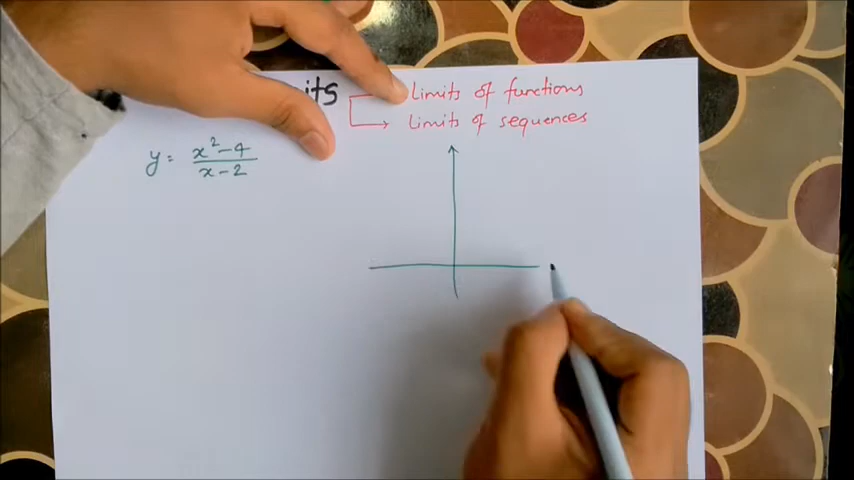 its
Limits of functions
Limits of sequences
y = x²-4
x-2